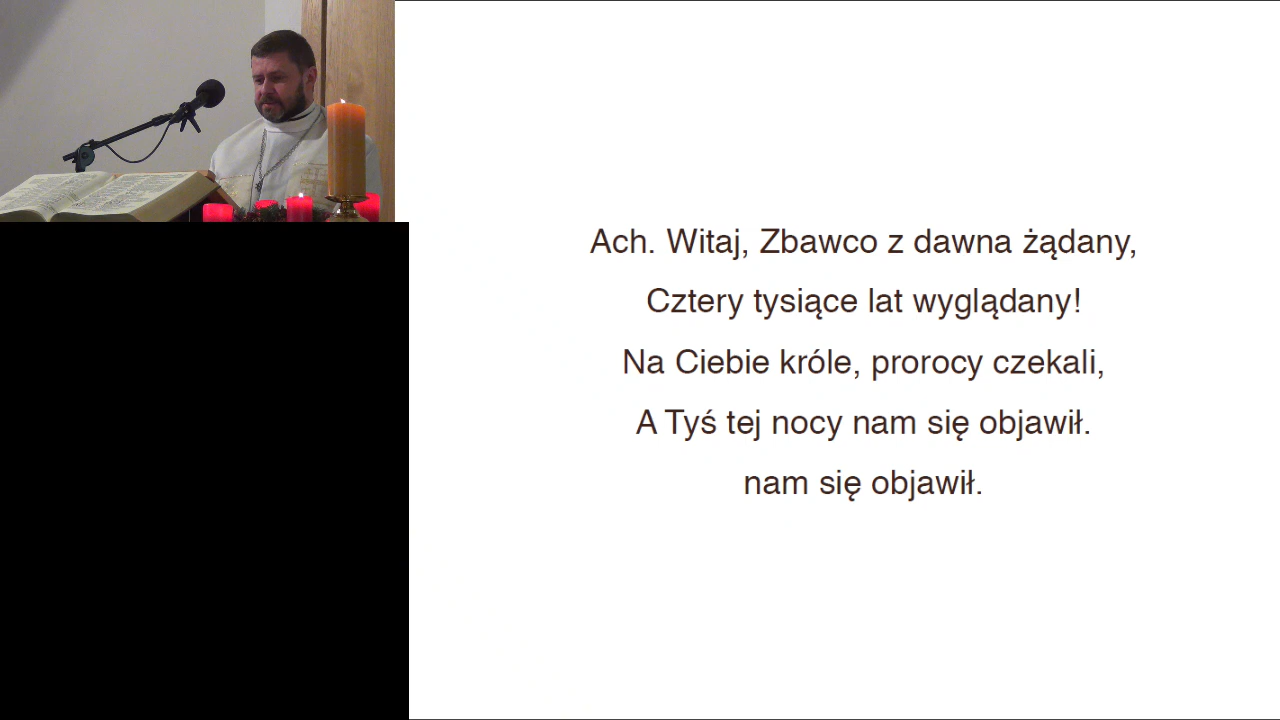 Ach. Witaj, Zbawco z dawna żądany,
Cztery tysiące lat wyglądany!
Na Ciebie króle, prorocy czekali,
A Tyś tej nocy nam się objawił.
nam się objawił.